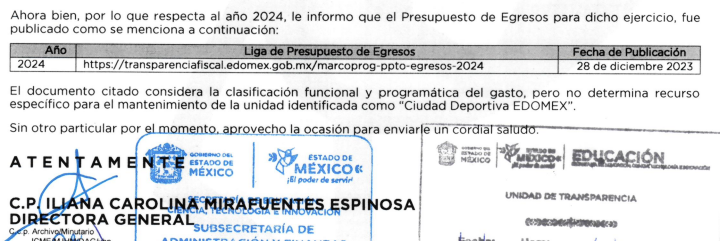 Ahora bien, por lo que respecta al año 2024, le informo que el Presupuesto de Egresos para dicho ejercicio, fue
publicado como se menciona a continuación:
Año Liga de Presupuesto de Egresos Fecha de Publicación
2024 https://transparenciafiscal.edomex.gob.mx/marcoprog-ppto-egresos-2024 28 de diciembre 2023
El documento citado considera la clasificación funcional y programática del gasto, pero no determina recurso
específico para el mantenimiento de la unidad identificada como "Ciudad Deportiva EDOMEX".
Sin otro particular por el momento, aprovecho la ocasión para enviarle un cordial saludo.
A T E N T A M E N T E
GOBIERNO DEL
ESTADO DE
MÉXICO
ESTADO DE
MÉXICO
¡El poder de servir!
MÉXICO
MÉXICO
EDUCACIÓN
SECRETARÍA DE EDUCACIÓN,
CIENCIA, TECNOLOGÍA E INNOVACIÓN
UNIDAD DE TRANSPARENCIA
C.P. ILIANA CAROLINA MIRAFUENTES ESPINOSA
DIRECTORA GENERAL
SUBSECRETARÍA DE
C.c.p. Archivo/Minutario
ADMINISTRACIÓN Y FINANZAS